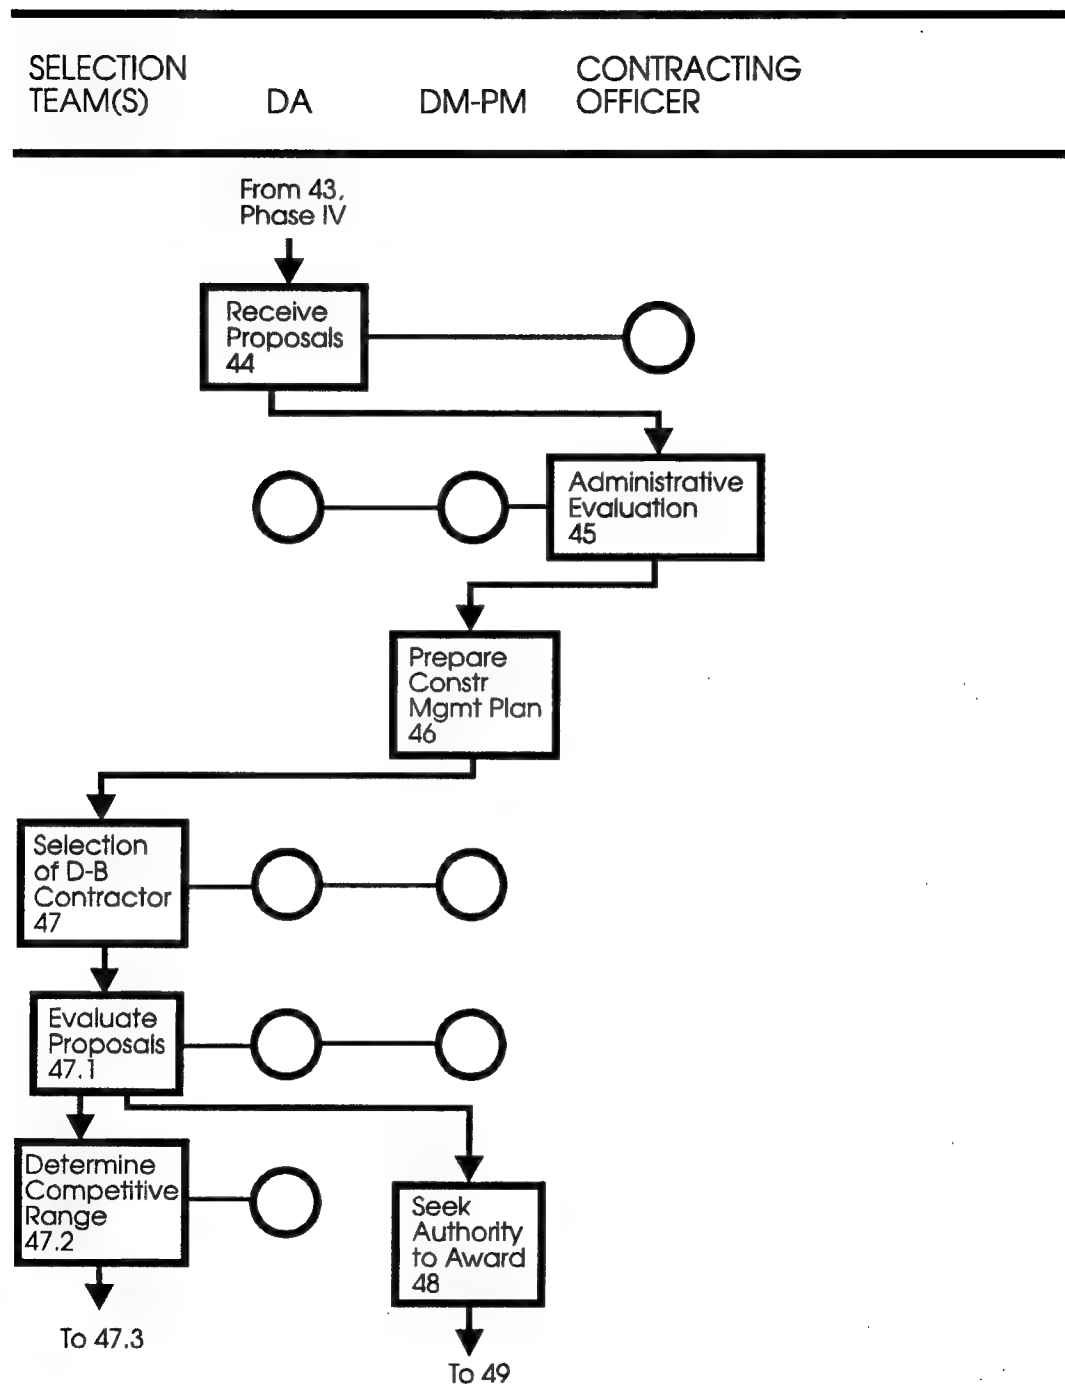 SELECTION
TEAM(S)
DA
DM-PM
CONTRACTING
OFFICER
From 43,
Phase IV
Receive
Proposals
44
Administrative
Evaluation
45
Prepare
Constr
Mgmt Plan
46
Selection
of D-B
Contractor
47
Evaluate
Proposals
47.1
Determine
Competitive
Range
47.2
Seek
Authority
to Award
48
To 47.3
To 49